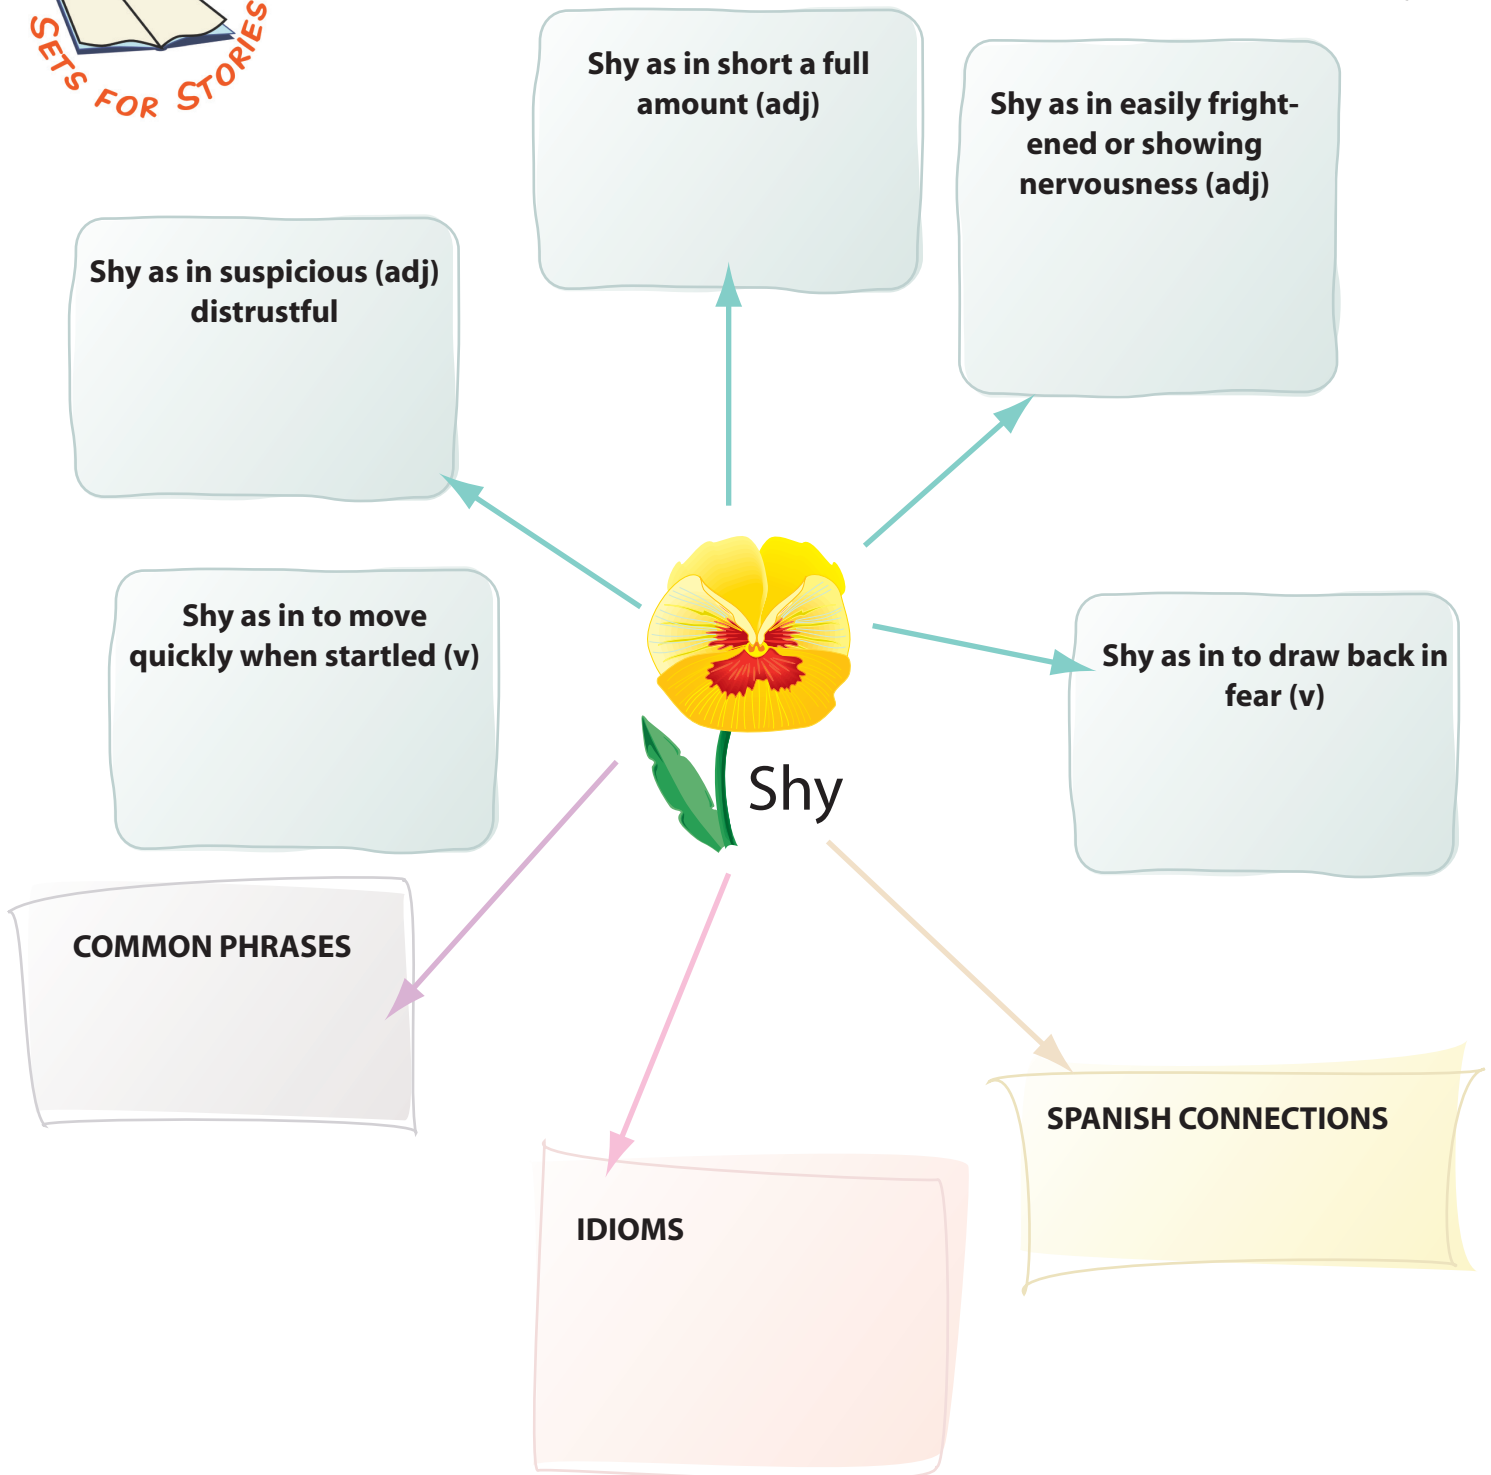 SETS FOR STORIES
Shy as in short a full
amount (adj)
Shy as in easily fright-
ened or showing
nervousness (adj)
Shy as in suspicious (adj)
distrustful
Shy as in to move
quickly when startled (v)
Shy as in to draw back in
fear (v)
Shy
COMMON PHRASES
SPANISH CONNECTIONS
IDIOMS